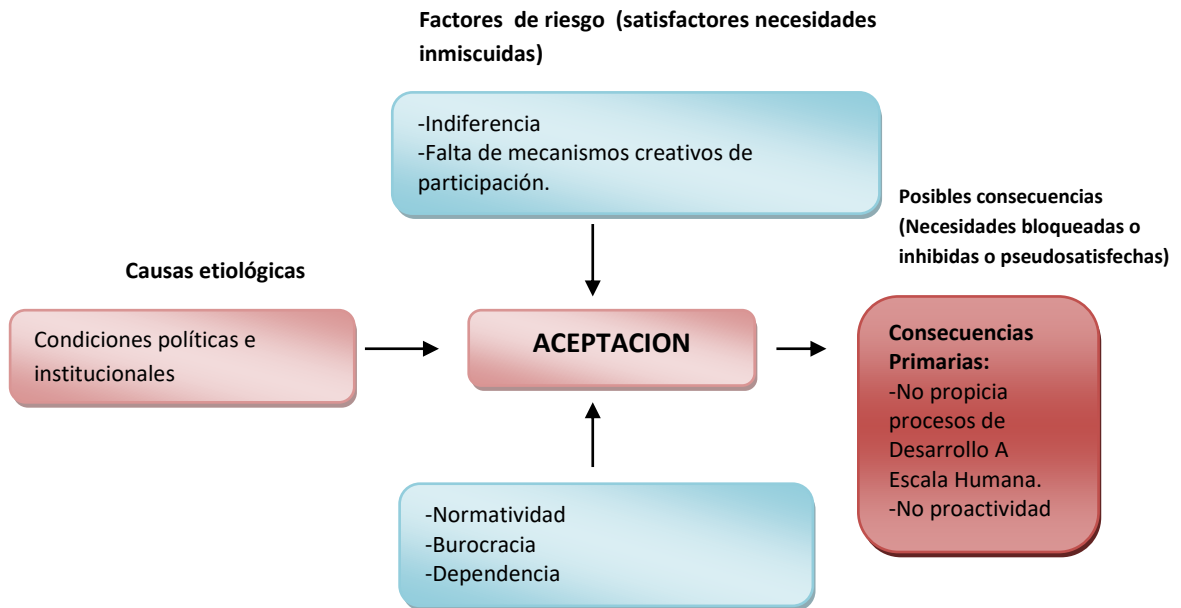 Factores de riesgo (satisfactores necesidades
inmiscuidas)
-Indiferencia
-Falta de mecanismos creativos de
participación.
Posibles consecuencias
(Necesidades bloqueadas o
inhibidas o pseudosatisfechas)
Causas etiológicas
Condiciones políticas e
institucionales
ACEPTACION
Consecuencias
Primarias:
-No propicia
procesos de
Desarrollo A
Escala Humana.
-No proactividad
-Normatividad
-Burocracia
-Dependencia